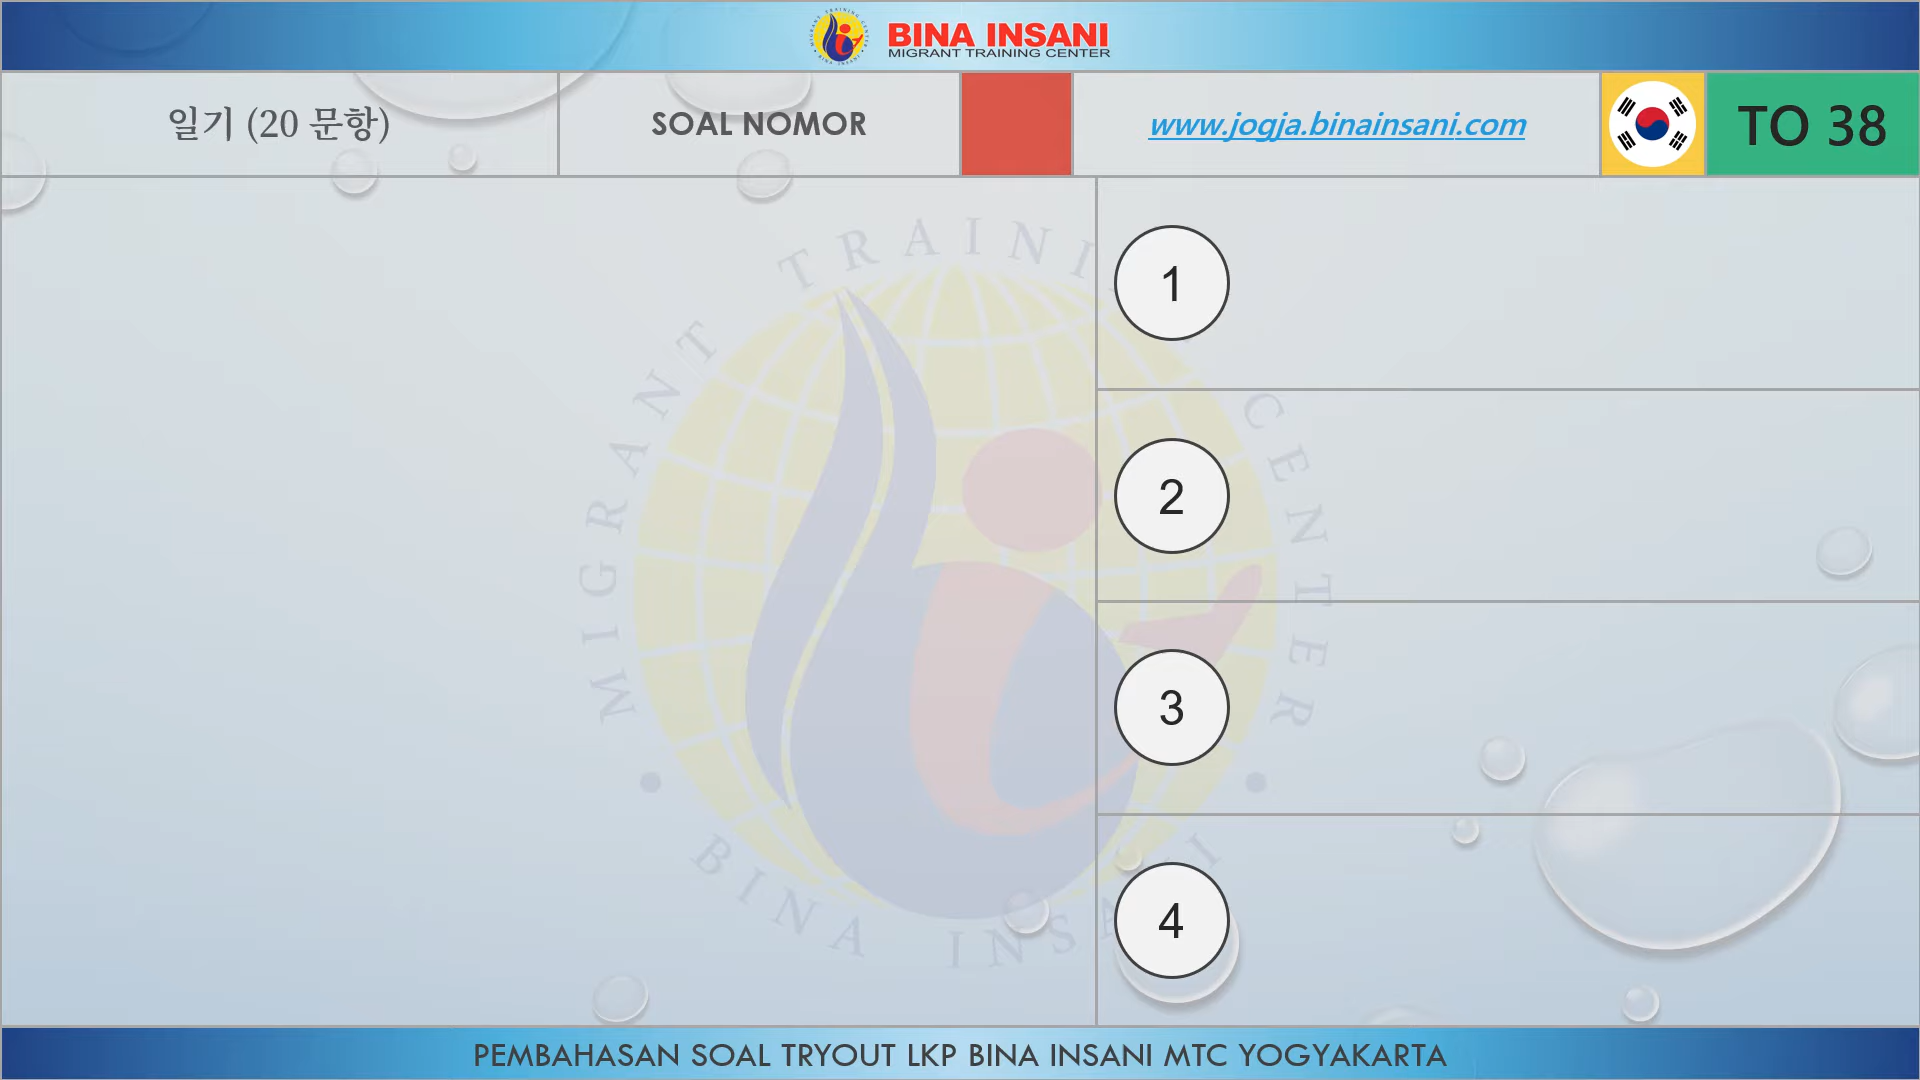 BINA INSANI
MIGRANT TRAINING CENTER
일기 (20 문항)
SOAL NOMOR
www.jogja.binainsani.com
TO 38
MIGRANT TRAINING CENTER
BINA INSANI
1
2
3
4
PEMBAHASAN SOAL TRYOUT LKP BINA INSANI MTC YOGYAKARTA